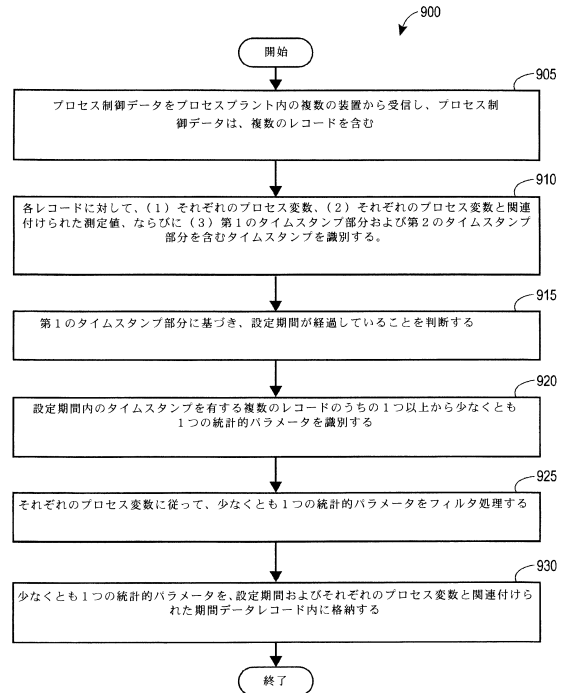 900
開始
905
プロセス制御データをプロセスプラント内の複数の装置から受信し、プロセス制
御データは、複数のレコードを含む
910
各レコードに対して、(1)それぞれのプロセス変数、(2)それぞれのプロセス変数と関連
付けられた測定値、ならびに(3)第1のタイムスタンプ部分および第2のタイムスタンプ
部分を含むタイムスタンプを識別する。
915
第1のタイムスタンプ部分に基づき、設定期間が経過していることを判断する
920
設定期間内のタイムスタンプを有する複数のレコードのうちの1つ以上から少なくとも
1つの統計的パラメータを識別する
925
それぞれのプロセス変数に従って、少なくとも1つの統計的パラメータをフィルタ処理する
930
少なくとも1つの統計的パラメータを、設定期間およびそれぞれのプロセス変数と関連付けら
れた期間データレコード内に格納する
終了